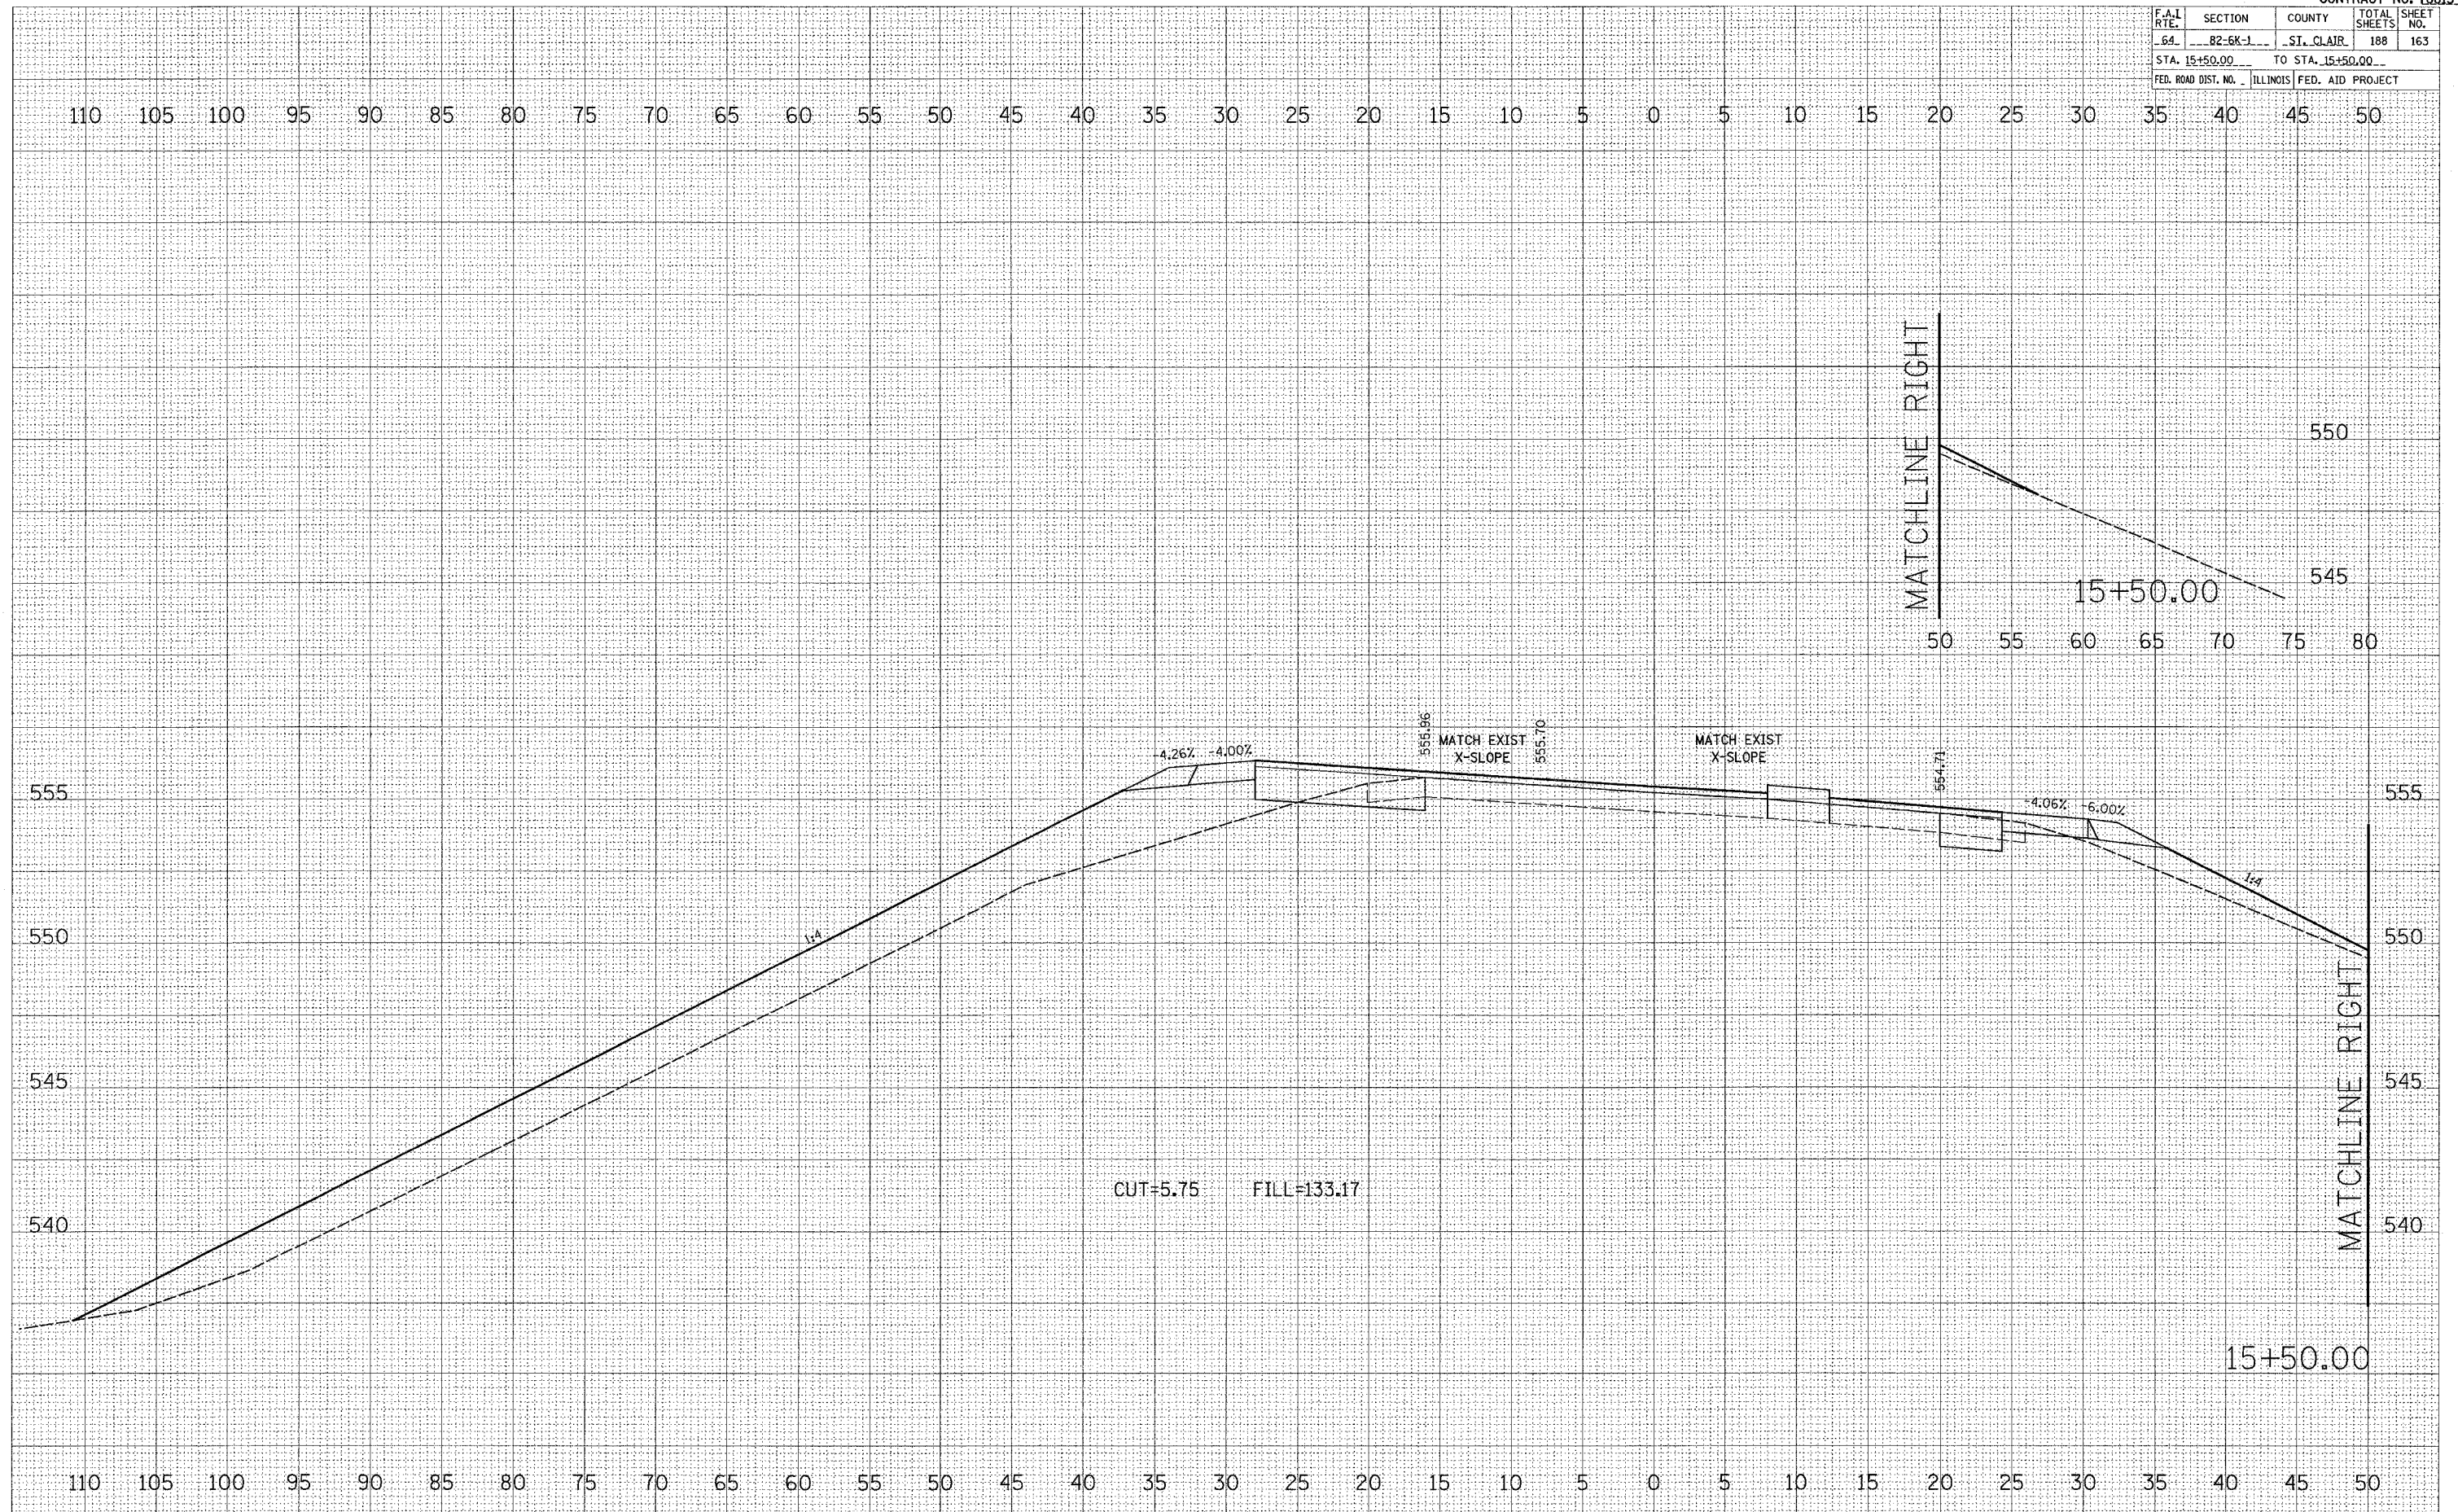 CONTRACT NO.
F.A.I. RTE. SECTION COUNTY TOTAL SHEETS SHEET NO.
64 82-6K-1 ST. CLAIR 188 163
STA. 15+50.00 TO STA. 15+50.00
FED. ROAD DIST. NO. ILLINOIS FED. AID PROJECT
110 105 100 95 90 85 80 75 70 65 60 55 50 45 40 35 30 25 20 15 10 5 0 5 10 15 20 25 30 35 40 45 50
MATCHLINE RIGHT
550
545
15+50.00
50 55 60 65 70 75 80
-4.26% -4.00%
555.96
MATCH EXIST
X-SLOPE
555.70
MATCH EXIST
X-SLOPE
554.71
-4.06% -6.00%
555 555
1:4
1:4
550 550
545 545
MATCHLINE RIGHT
CUT=5.75 FILL=133.17
540 540
15+50.00
110 105 100 95 90 85 80 75 70 65 60 55 50 45 40 35 30 25 20 15 10 5 0 5 10 15 20 25 30 35 40 45 50